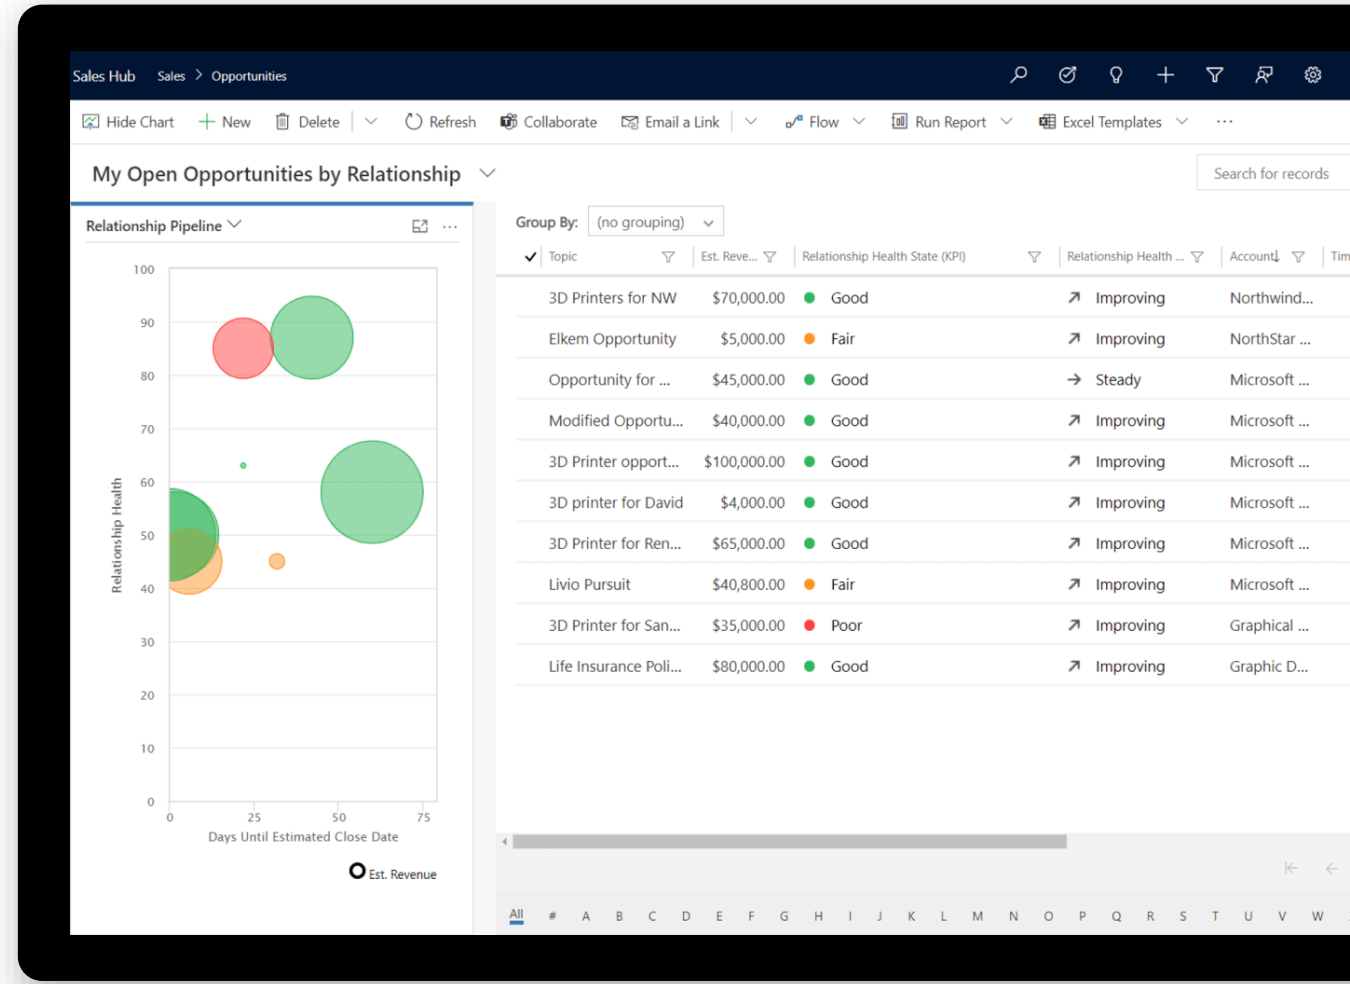 Sales Hub Sales > Opportunities
Hide Chart New Delete Refresh Collaborate Email a Link Flow Run Report Excel Templates ...
My Open Opportunities by Relationship
Search for records
Relationship Pipeline ...
Group By: (no grouping)
Topic Est. Reve... Relationship Health State (KPI) Relationship Health ... Account Tim
3D Printers for NW $70,000.00 Good Improving Northwind...
Elkem Opportunity $5,000.00 Fair Improving NorthStar ...
Opportunity for ... $45,000.00 Good Steady Microsoft ...
Modified Opportu... $40,000.00 Good Improving Microsoft ...
3D Printer opport... $100,000.00 Good Improving Microsoft ...
3D printer for David $4,000.00 Good Improving Microsoft ...
3D Printer for Ren... $65,000.00 Good Improving Microsoft ...
Livio Pursuit $40,800.00 Fair Improving Microsoft ...
3D Printer for San... $35,000.00 Poor Improving Graphical ...
Life Insurance Poli... $80,000.00 Good Improving Graphic D...
100
90
80
70
60
50
40
30
20
10
0
Relationship Health
0 25 50 75
Days Until Estimated Close Date
Est. Revenue
All # A B C D E F G H I J K L M N O P Q R S T U V W